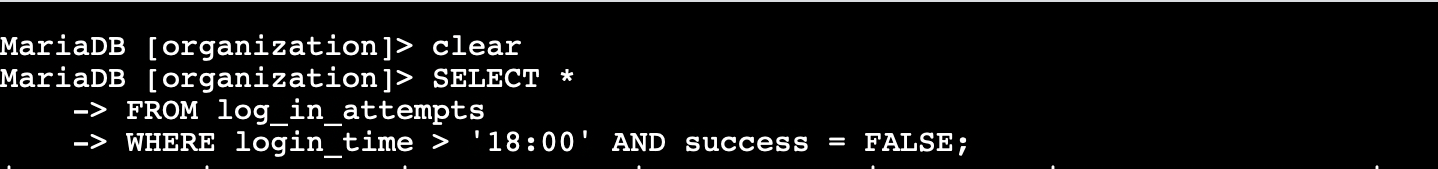 MariaDB [organization]> clear
MariaDB [organization]> SELECT *
    -> FROM log_in_attempts
    -> WHERE login_time > '18:00' AND success = FALSE;